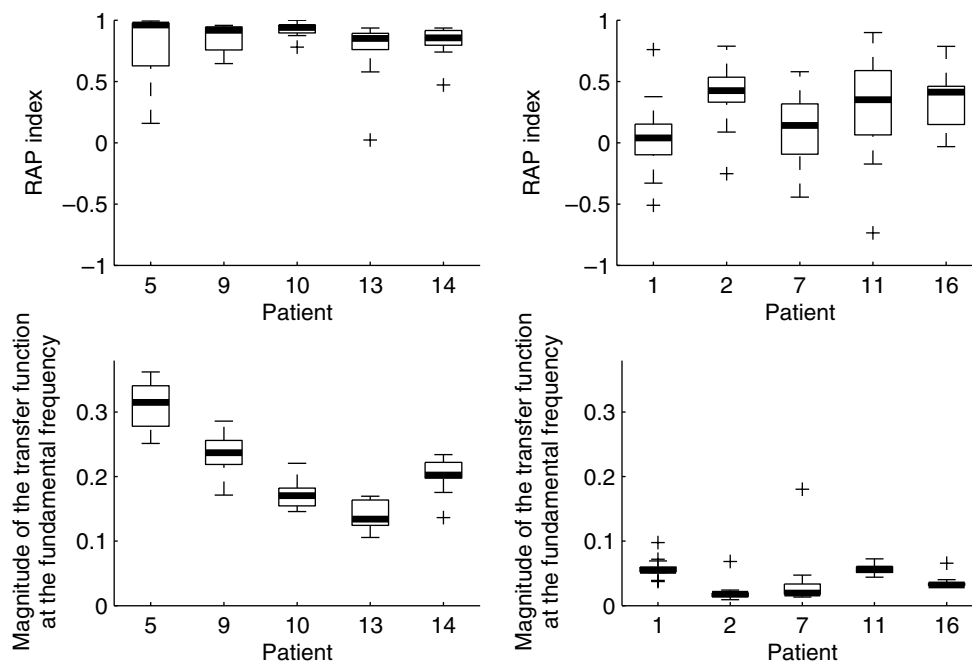 1
0.5
0
−0.5
−1
RAP index
5 9 10 13 14
Patient
1
0.5
0
−0.5
−1
RAP index
1 2 7 11 16
Patient
Magnitude of the transfer function
at the fundamental frequency
0.3
0.2
0.1
0
5 9 10 13 14
Patient
Magnitude of the transfer function
at the fundamental frequency
0.3
0.2
0.1
0
1 2 7 11 16
Patient